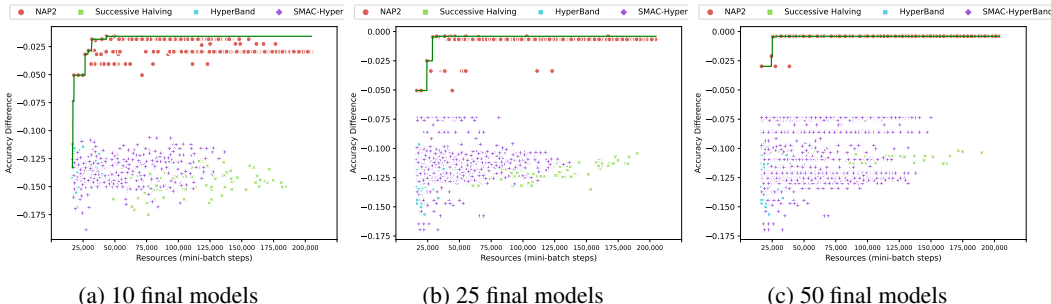 NAP2 Successive Halving HyperBand SMAC-Hyper
−0.025
−0.050
−0.075
−0.100
−0.125
−0.150
−0.175
Accuracy Difference
25,000 50,000 75,000 100,000 125,000 150,000 175,000 200,000
Resources (mini-batch steps)
(a) 10 final models
NAP2 Successive Halving HyperBand SMAC-Hyper
0.000
−0.025
−0.050
−0.075
−0.100
−0.125
−0.150
−0.175
Accuracy Difference
25,000 50,000 75,000 100,000 125,000 150,000 175,000 200,000
Resources (mini-batch steps)
(b) 25 final models
NAP2 Successive Halving HyperBand SMAC-Hyper
0.000
−0.025
−0.050
−0.075
−0.100
−0.125
−0.150
−0.175
Accuracy Difference
25,000 50,000 75,000 100,000 125,000 150,000 175,000 200,000
Resources (mini-batch steps)
(c) 50 final models